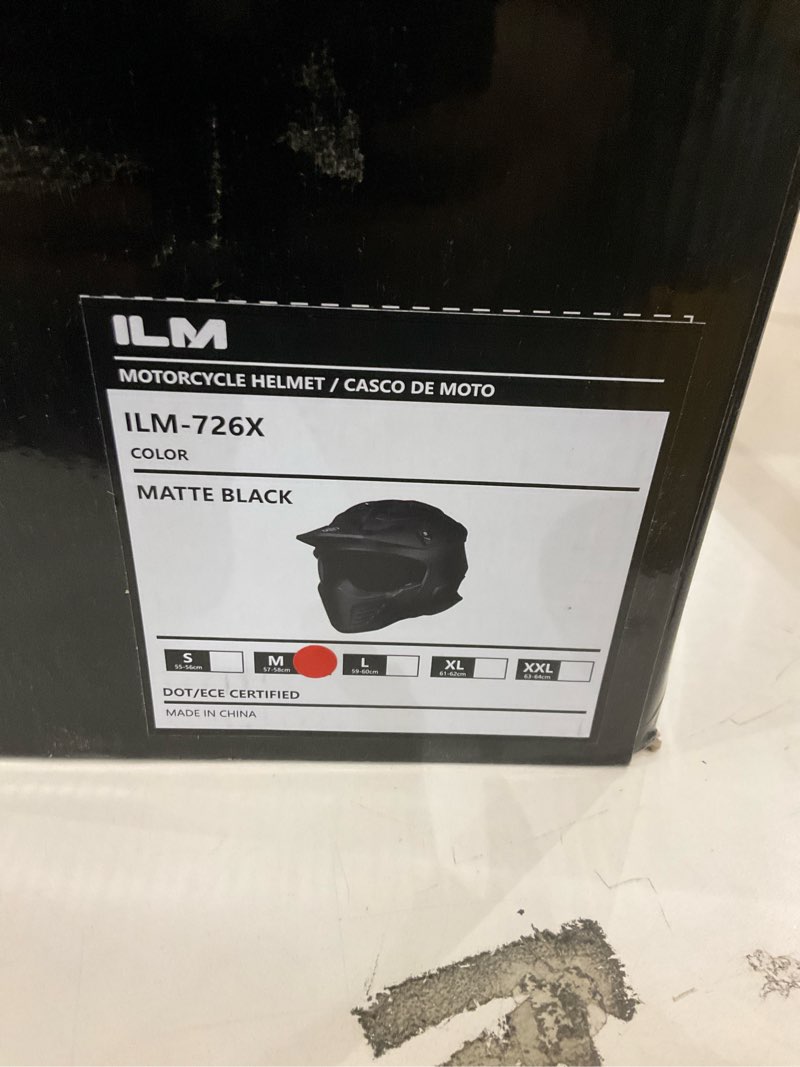 ILM
MOTORCYCLE HELMET / CASCO DE MOTO
ILM-726X
COLOR
MATTE BLACK
S M L XL XXL
55-56cm 57-58cm 59-60cm 61-62cm 63-64cm
DOT/ECE CERTIFIED
MADE IN CHINA